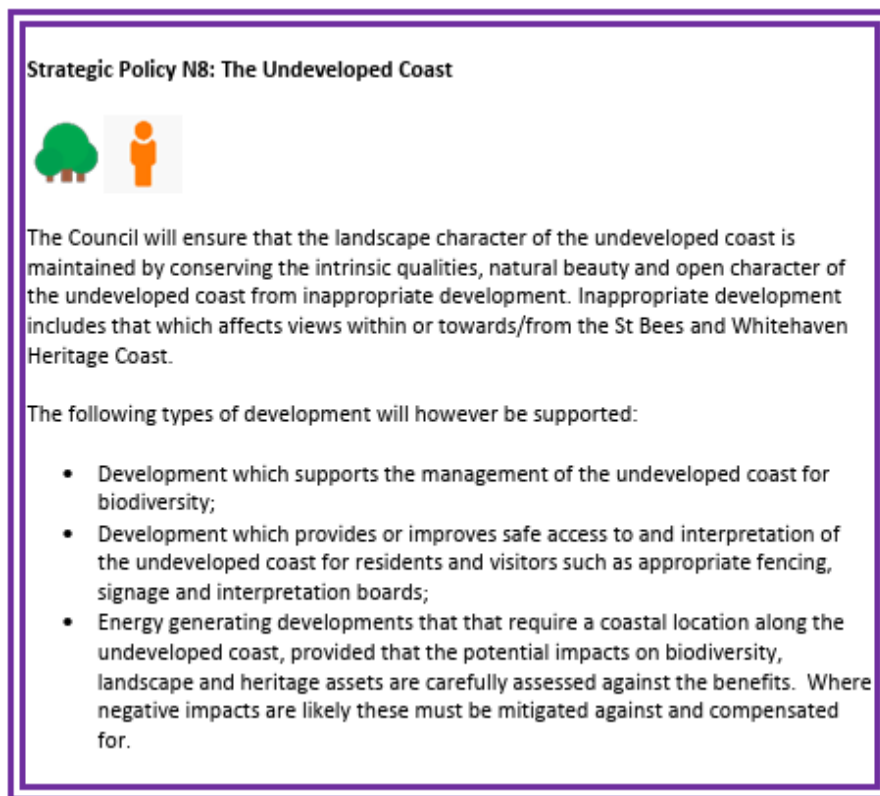 Strategic Policy N8: The Undeveloped Coast
The Council will ensure that the landscape character of the undeveloped coast is
maintained by conserving the intrinsic qualities, natural beauty and open character of
the undeveloped coast from inappropriate development. Inappropriate development
includes that which affects views within or towards/from the St Bees and Whitehaven
Heritage Coast.
The following types of development will however be supported:
• Development which supports the management of the undeveloped coast for
biodiversity;
• Development which provides or improves safe access to and interpretation of
the undeveloped coast for residents and visitors such as appropriate fencing,
signage and interpretation boards;
• Energy generating developments that that require a coastal location along the
undeveloped coast, provided that the potential impacts on biodiversity,
landscape and heritage assets are carefully assessed against the benefits.  Where
negative impacts are likely these must be mitigated against and compensated
for.